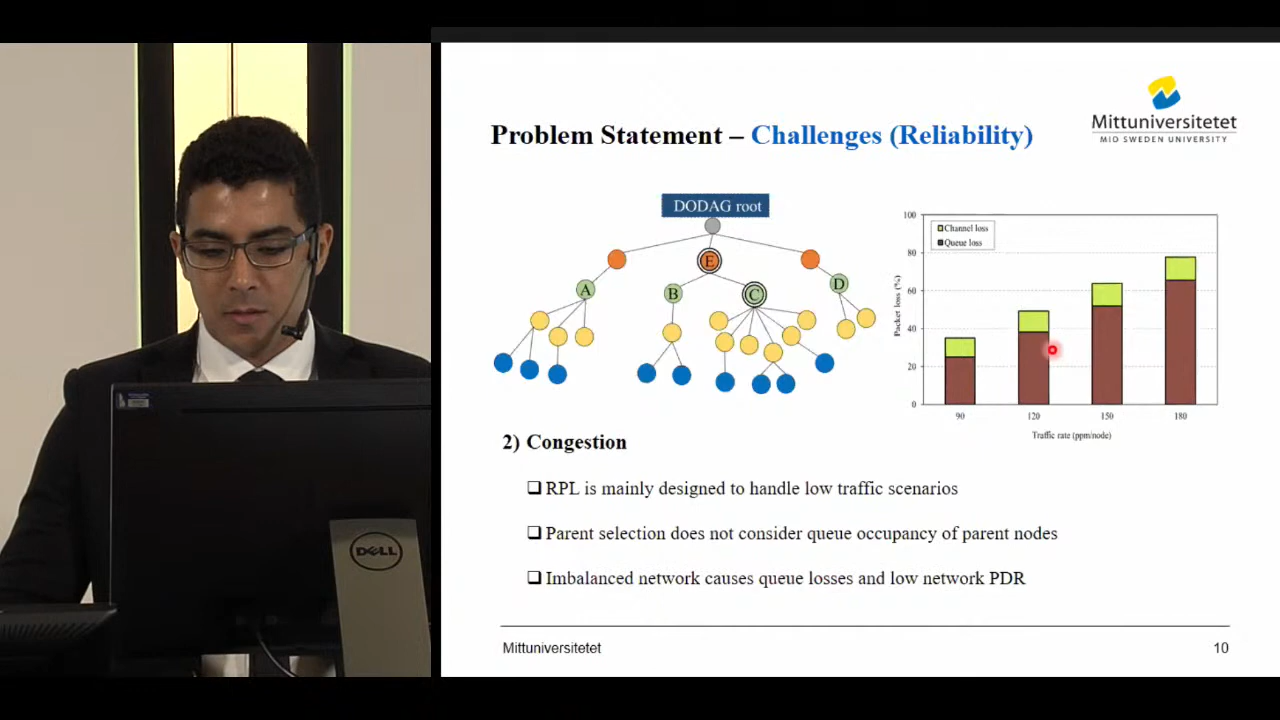 Mittuniversitetet
MID SWEDEN UNIVERSITY
Problem Statement – Challenges (Reliability)
DODAG root
E
A
B
C
D
100
80
60
40
20
0
Channel loss
Queue loss
Packet loss (%)
90
120
150
180
Traffic rate (ppm/node)
2) Congestion
RPL is mainly designed to handle low traffic scenarios
Parent selection does not consider queue occupancy of parent nodes
Imbalanced network causes queue losses and low network PDR
Mittuniversitetet
10
DELL